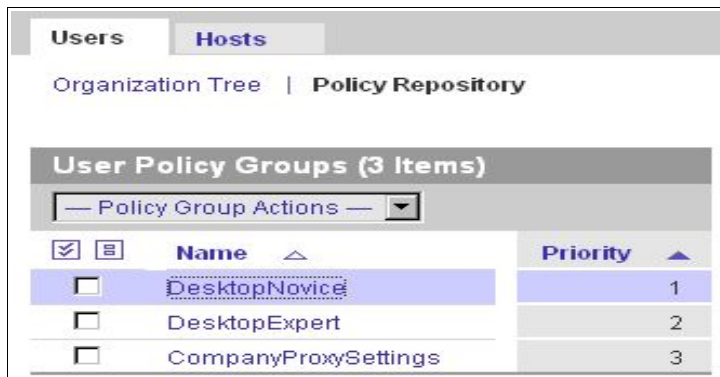 Users Hosts
Organization Tree | Policy Repository
User Policy Groups (3 Items)
— Policy Group Actions —
Name Priority
DesktopNovice 1
DesktopExpert 2
CompanyProxySettings 3